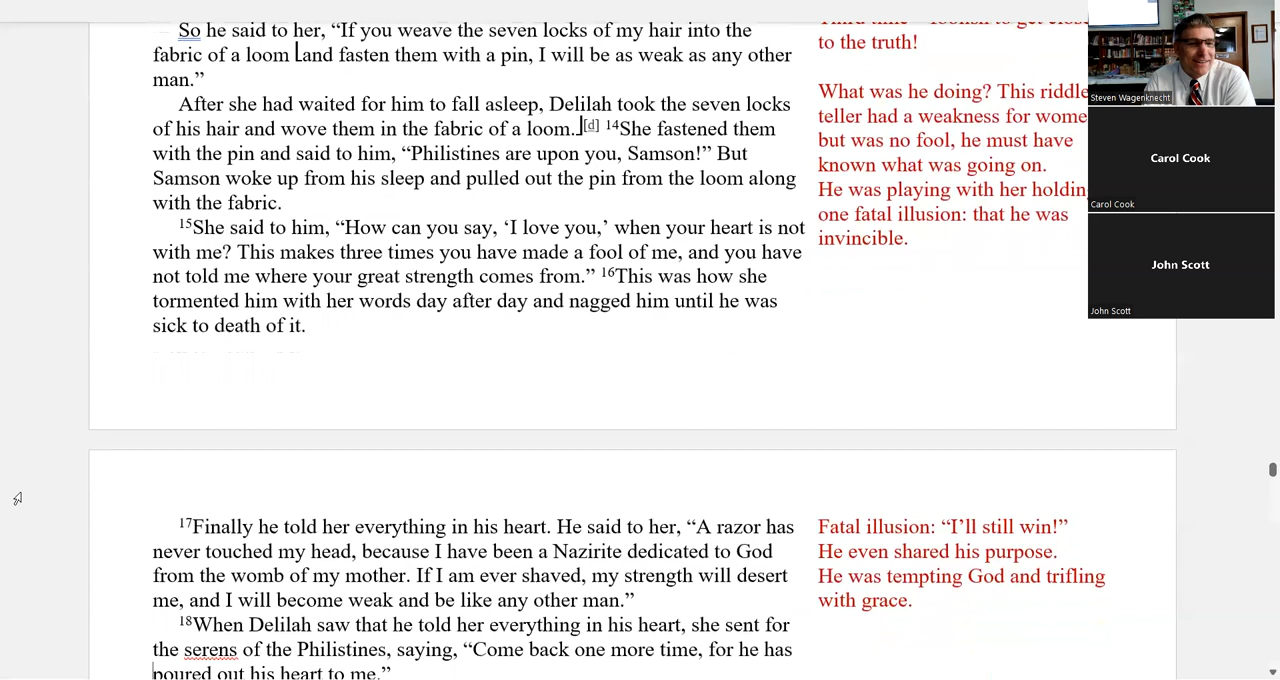 So he said to her, “If you weave the seven locks of my hair into the
fabric of a loom ⌊and fasten them with a pin, I will be as weak as any other
man.”
After she had waited for him to fall asleep, Delilah took the seven locks
of his hair and wove them in the fabric of a loom.⌋[d] 14She fastened them
with the pin and said to him, “Philistines are upon you, Samson!” But
Samson woke up from his sleep and pulled out the pin from the loom along
with the fabric.
15She said to him, “How can you say, ‘I love you,’ when your heart is not
with me? This makes three times you have made a fool of me, and you have
not told me where your great strength comes from.” 16This was how she
tormented him with her words day after day and nagged him until he was
sick to death of it.
to the truth!
What was he doing? This riddle
teller had a weakness for wome
but was no fool, he must have
known what was going on.
He was playing with her holdin
one fatal illusion: that he was
invincible.
17Finally he told her everything in his heart. He said to her, “A razor has
never touched my head, because I have been a Nazirite dedicated to God
from the womb of my mother. If I am ever shaved, my strength will desert
me, and I will become weak and be like any other man.”
18When Delilah saw that he told her everything in his heart, she sent for
the serens of the Philistines, saying, “Come back one more time, for he has
poured out his heart to me.”
Fatal illusion: “I’ll still win!”
He even shared his purpose.
He was tempting God and trifling
with grace.
Steven Wagenknecht
Carol Cook
Carol Cook
John Scott
John Scott